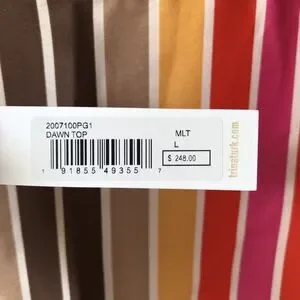 2007100PG1
DAWN TOP
MLT
L
$ 248.00
1 91855 49355 7
trinaturk.com